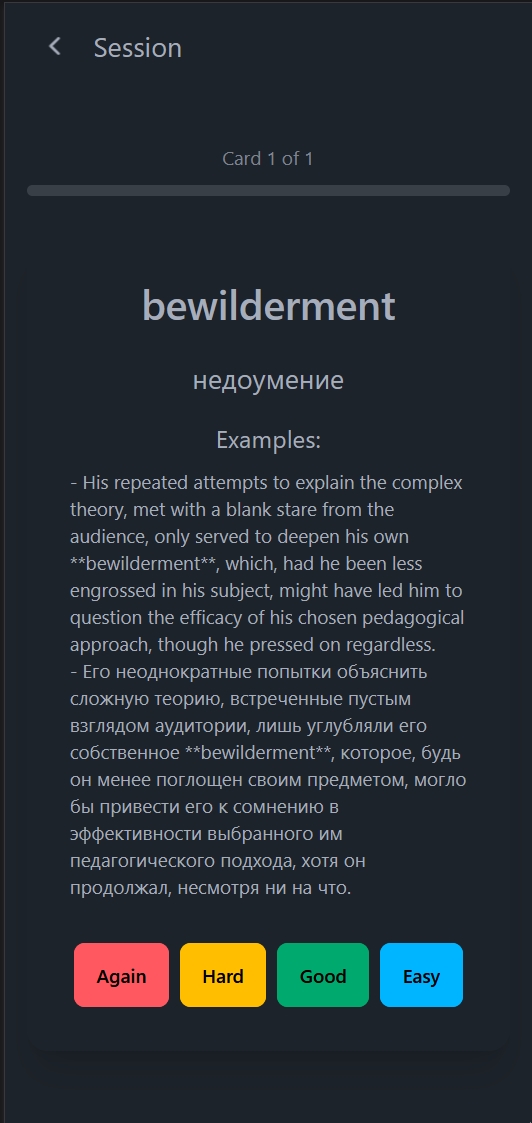 Session
Card 1 of 1
bewilderment
недоумение
Examples:
- His repeated attempts to explain the complex
theory, met with a blank stare from the
audience, only served to deepen his own
**bewilderment**, which, had he been less
engrossed in his subject, might have led him to
question the efficacy of his chosen pedagogical
approach, though he pressed on regardless.
- Его неоднократные попытки объяснить
сложную теорию, встреченные пустым
взглядом аудитории, лишь углубляли его
собственное **bewilderment**, которое, будь
он менее поглощен своим предметом, могло
бы привести его к сомнению в
эффективности выбранного им
педагогического подхода, хотя он
продолжал, несмотря ни на что.
Again Hard Good Easy